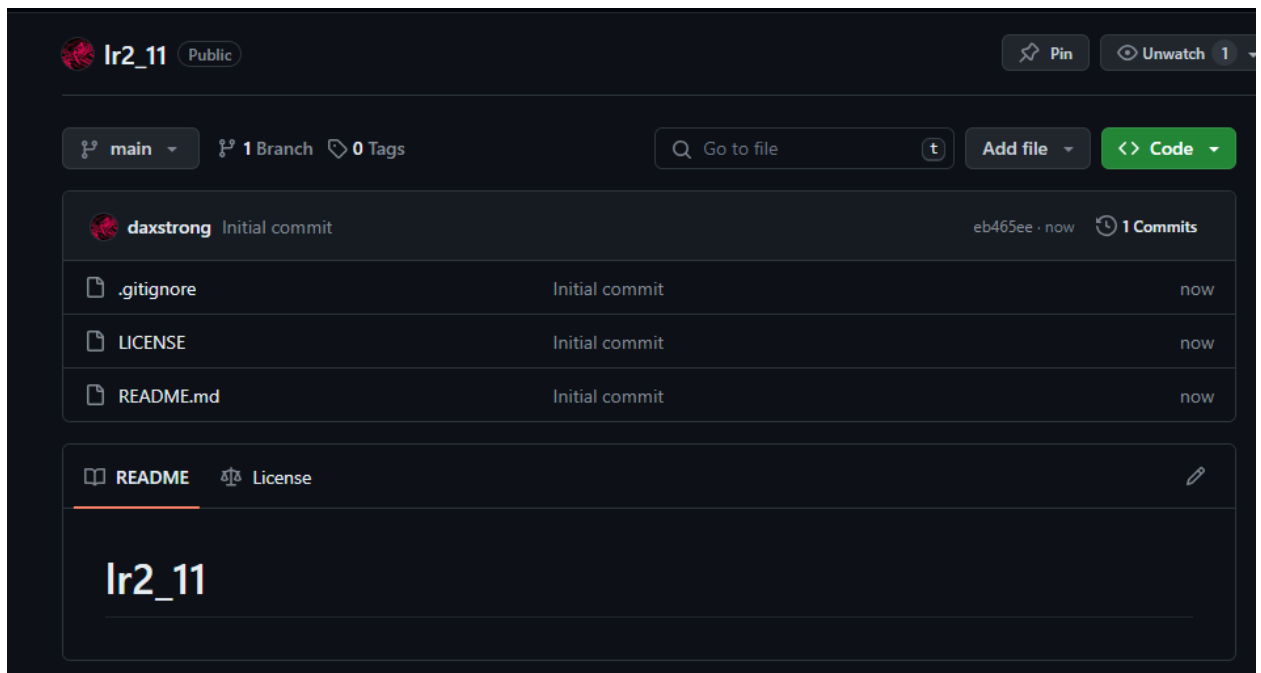 lr2_11 Public Pin Unwatch 1
main 1 Branch 0 Tags Go to file t Add file <> Code
daxstrong Initial commit eb465ee · now 1 Commits
.gitignore Initial commit now
LICENSE Initial commit now
README.md Initial commit now
README License
lr2_11